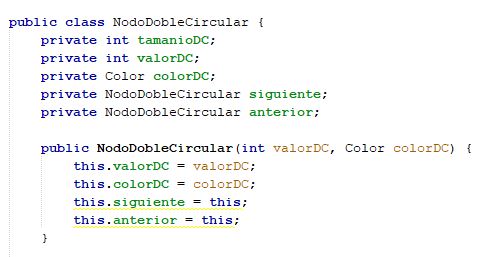 public class NodoDobleCircular {
    private int tamanioDC;
    private int valorDC;
    private Color colorDC;
    private NodoDobleCircular siguiente;
    private NodoDobleCircular anterior;

    public NodoDobleCircular(int valorDC, Color colorDC) {
        this.valorDC = valorDC;
        this.colorDC = colorDC;
        this.siguiente = this;
        this.anterior = this;
    }